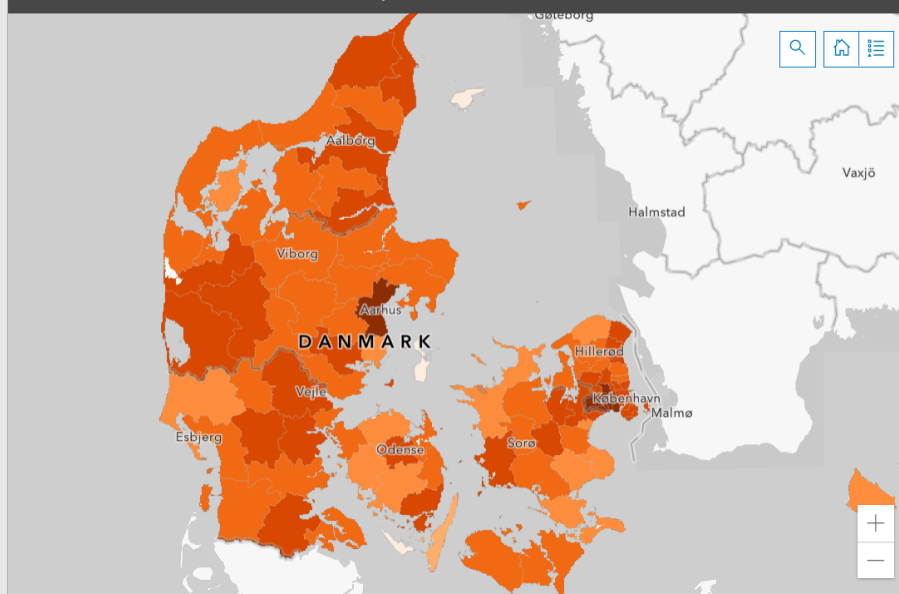 Göteborg
Aalborg
Vaxjö
Halmstad
Viborg
Aarhus
DANMARK
Hillerød
Vejle
København
Malmø
Esbjerg
Sorø
Odense
+
−